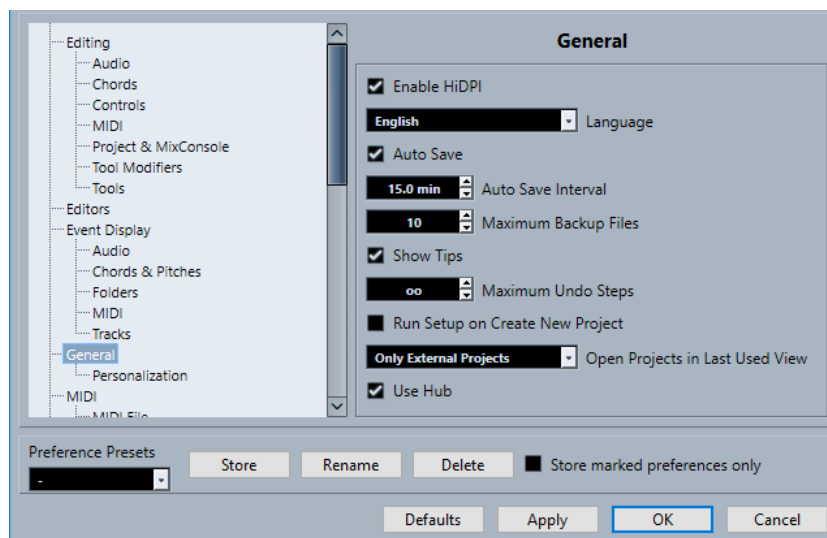 Editing
Audio
Chords
Controls
MIDI
Project & MixConsole
Tool Modifiers
Tools
Editors
Event Display
Audio
Chords & Pitches
Folders
MIDI
Tracks
General
Personalization
MIDI
MIDI File
General
Enable HiDPI
English Language
Auto Save
15.0 min Auto Save Interval
10 Maximum Backup Files
Show Tips
oo Maximum Undo Steps
Run Setup on Create New Project
Only External Projects Open Projects in Last Used View
Use Hub
Preference Presets
- Store Rename Delete Store marked preferences only
Defaults Apply OK Cancel